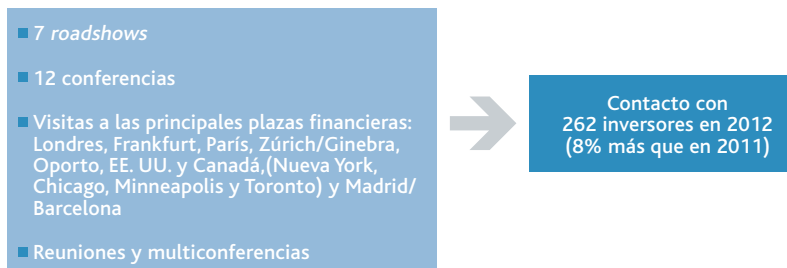 7 roadshows
12 conferencias
Visitas a las principales plazas financieras:
Londres, Frankfurt, París, Zúrich/Ginebra,
Oporto, EE. UU. y Canadá,(Nueva York,
Chicago, Minneapolis y Toronto) y Madrid/
Barcelona
Reuniones y multiconferencias
Contacto con
262 inversores en 2012
(8% más que en 2011)